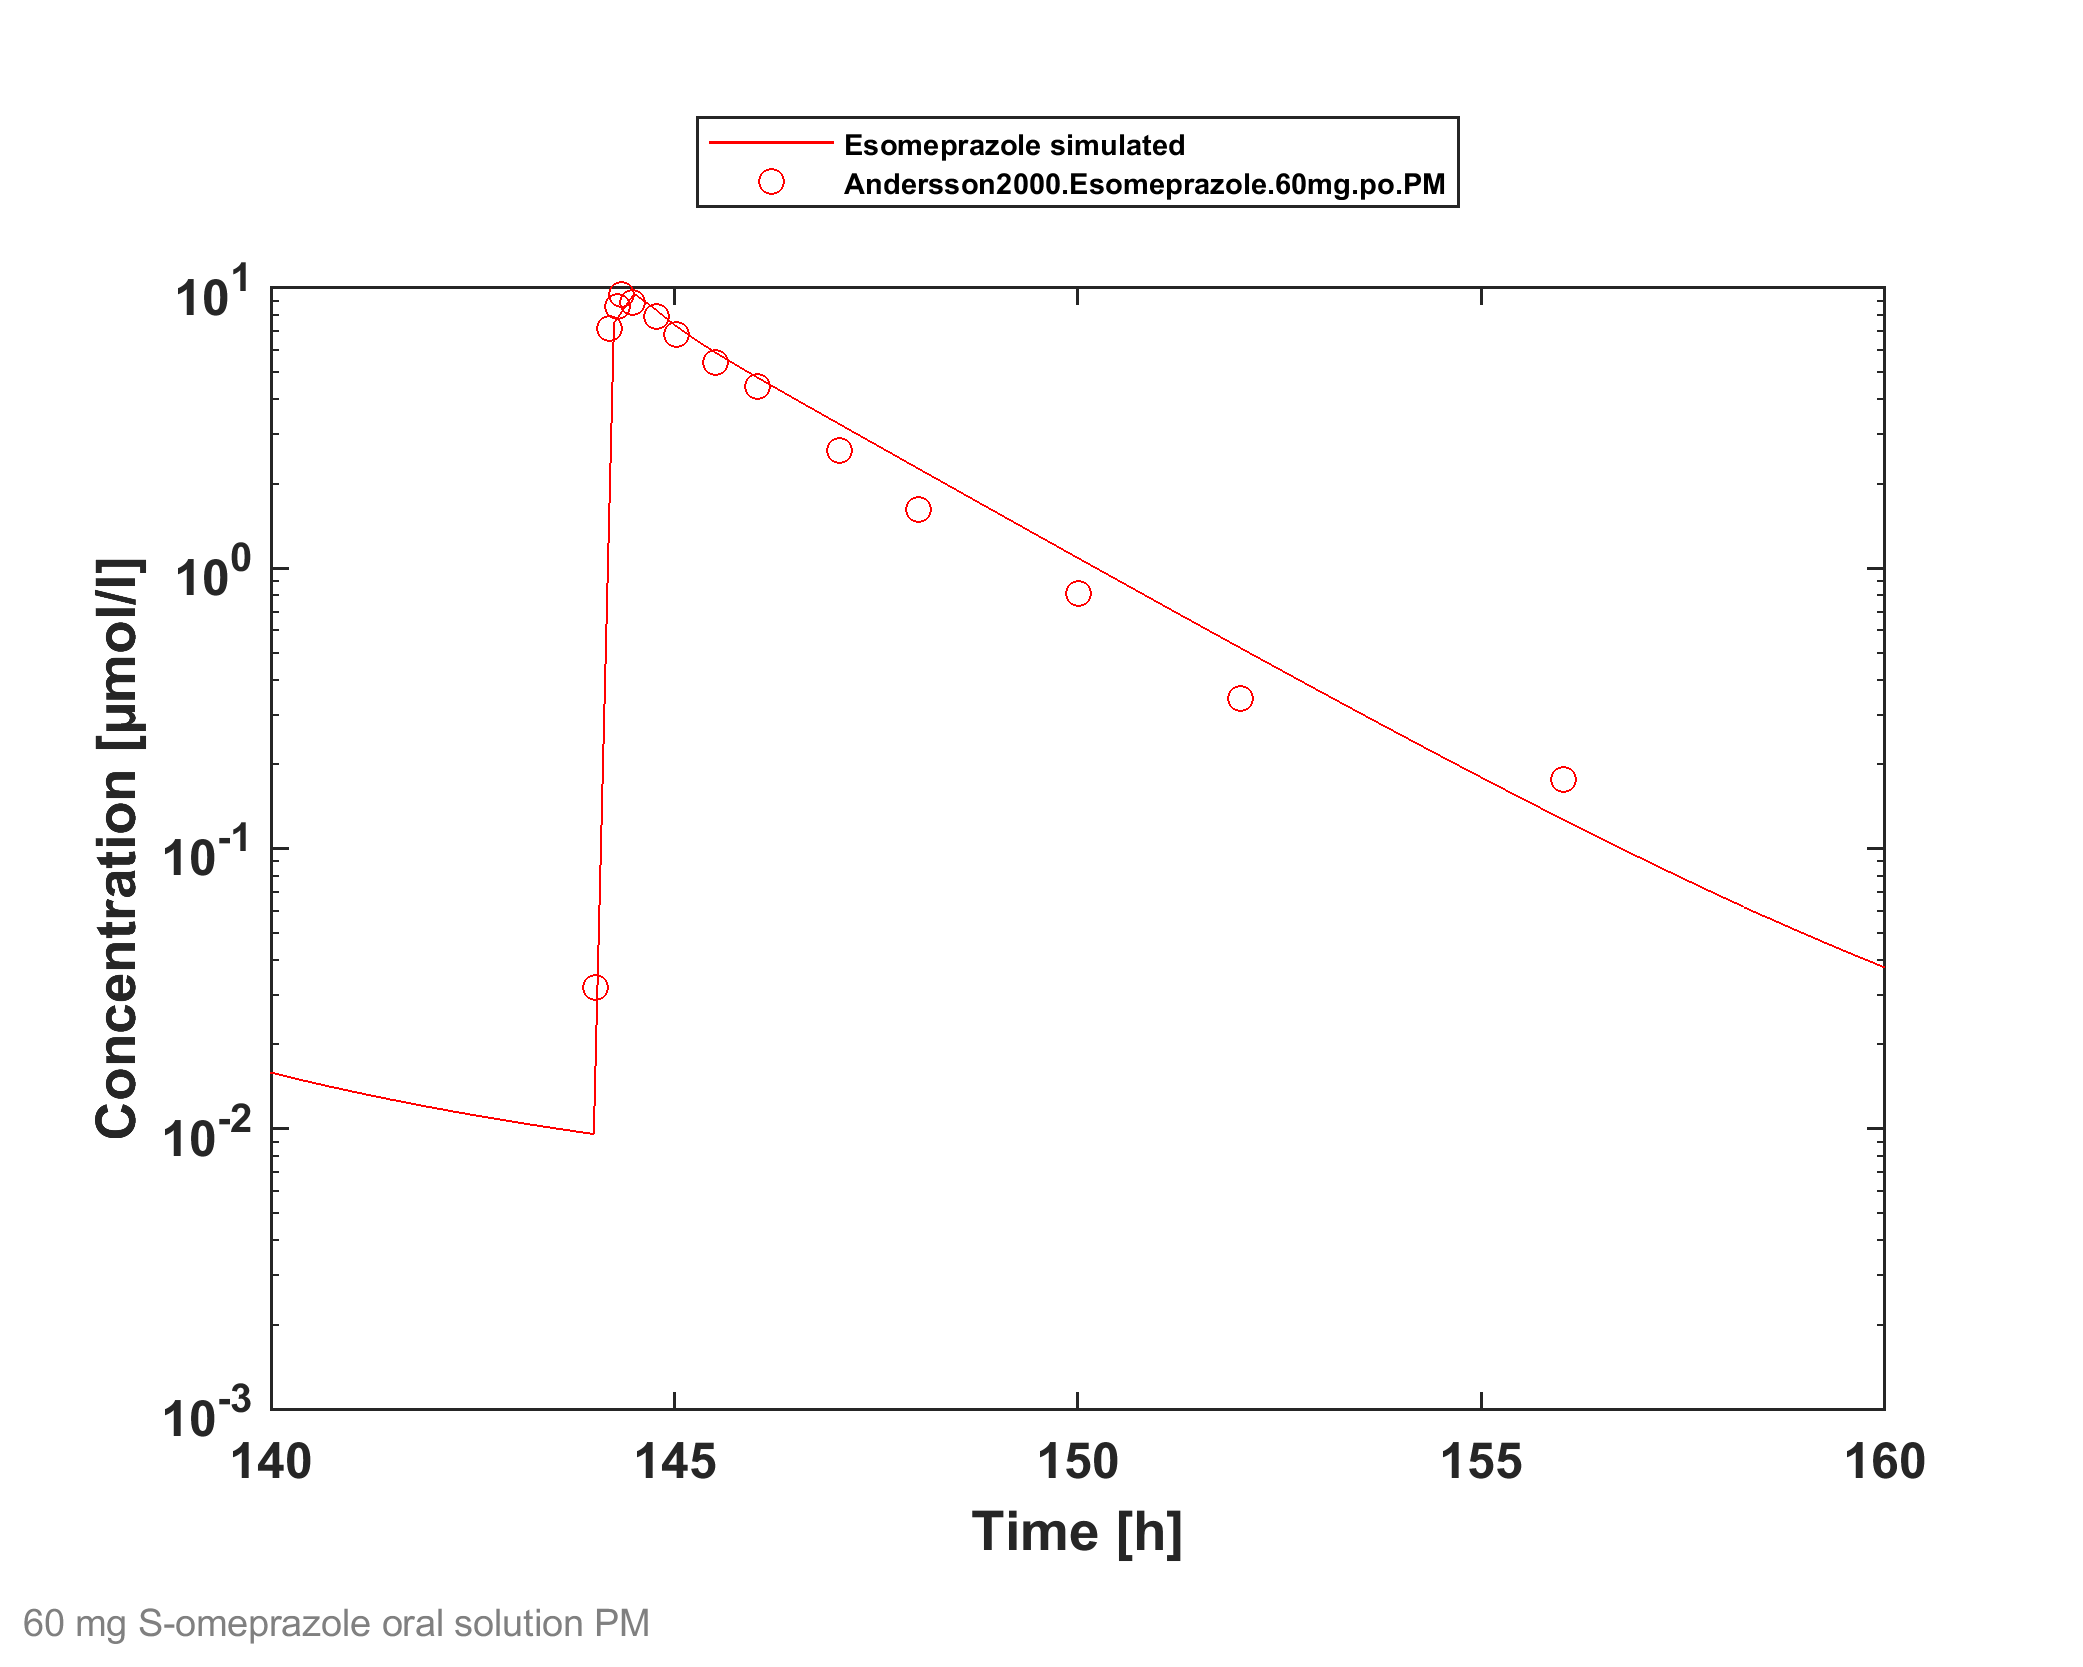 Esomeprazole simulated
Andersson2000.Esomeprazole.60mg.po.PM
10^1
10^0
10^-1
10^-2
10^-3
Concentration [µmol/l]
140 145 150 155 160
Time [h]
60 mg S-omeprazole oral solution PM